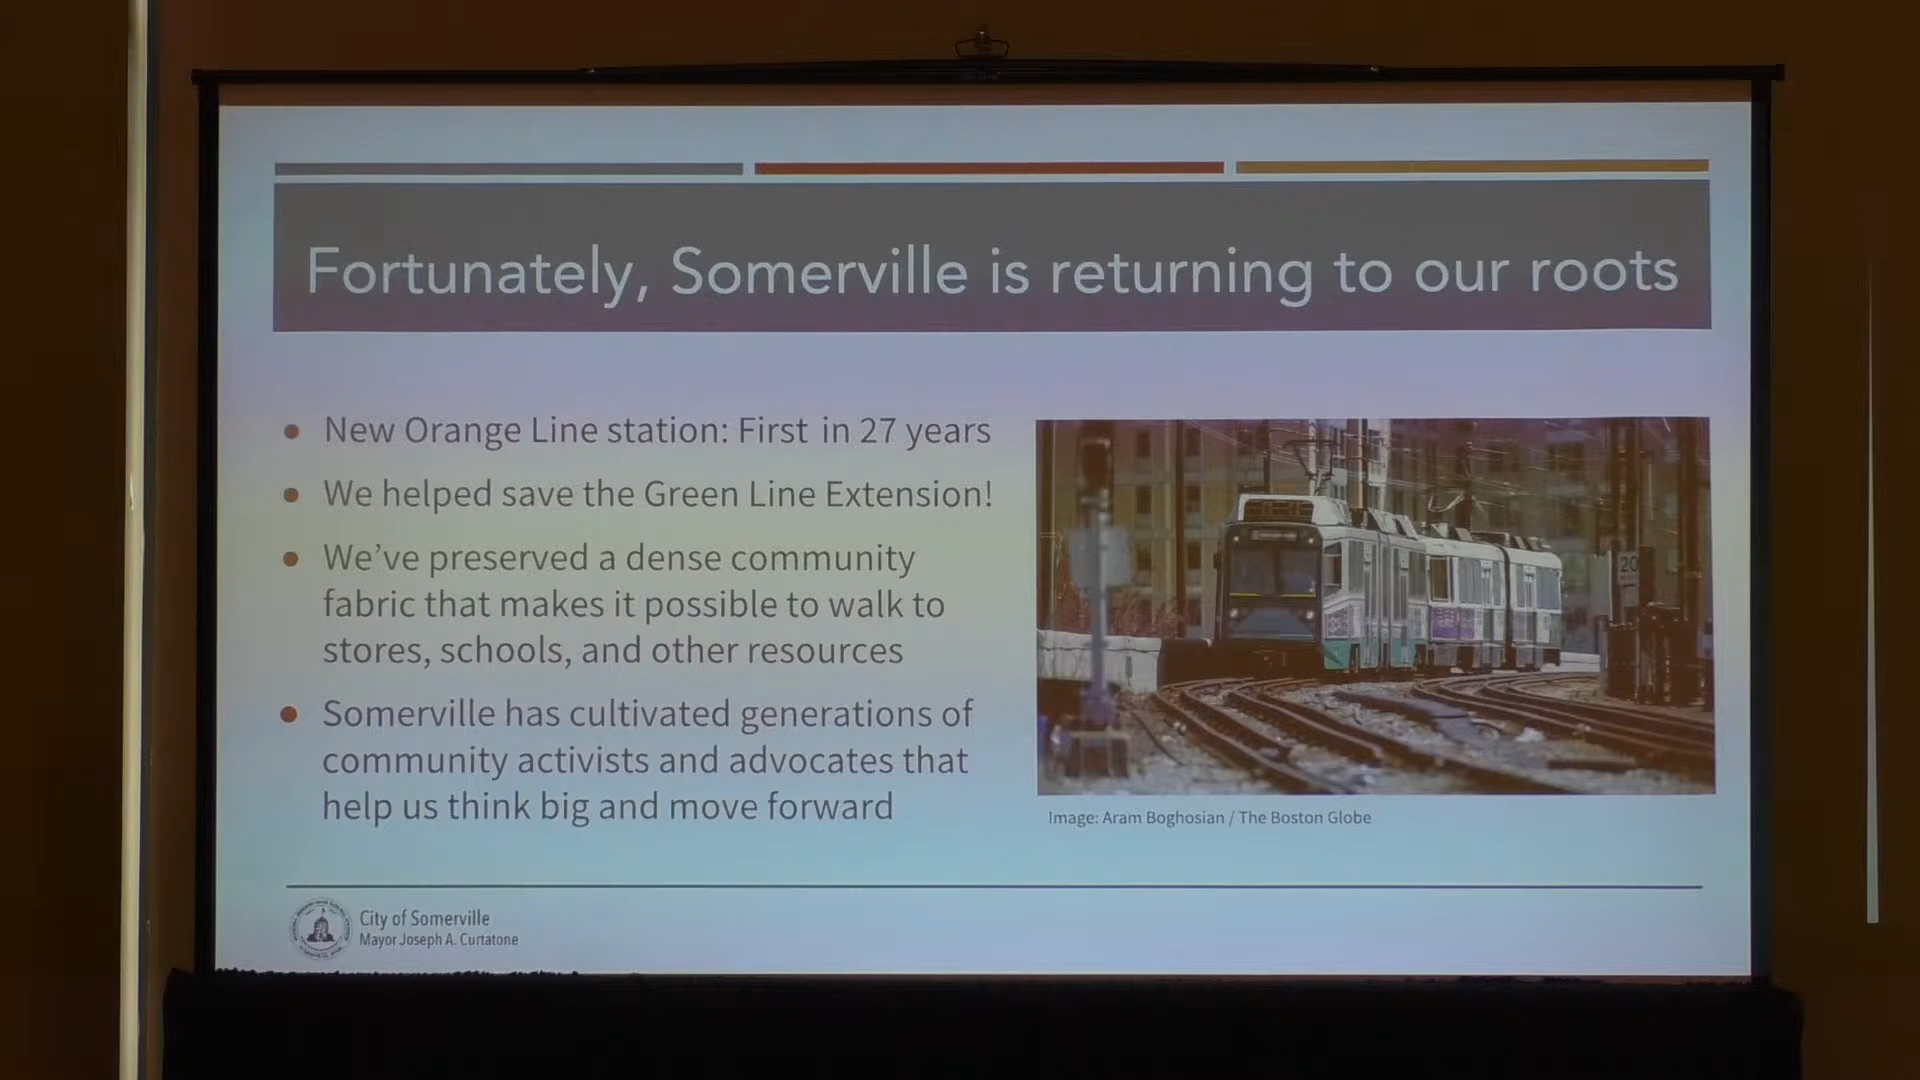 Fortunately, Somerville is returning to our roots
New Orange Line station: First in 27 years
We helped save the Green Line Extension!
We've preserved a dense community
fabric that makes it possible to walk to
stores, schools, and other resources
Somerville has cultivated generations of
community activists and advocates that
help us think big and move forward
20
Image: Aram Boghosian / The Boston Globe
City of Somerville
Mayor Joseph A. Curtatone